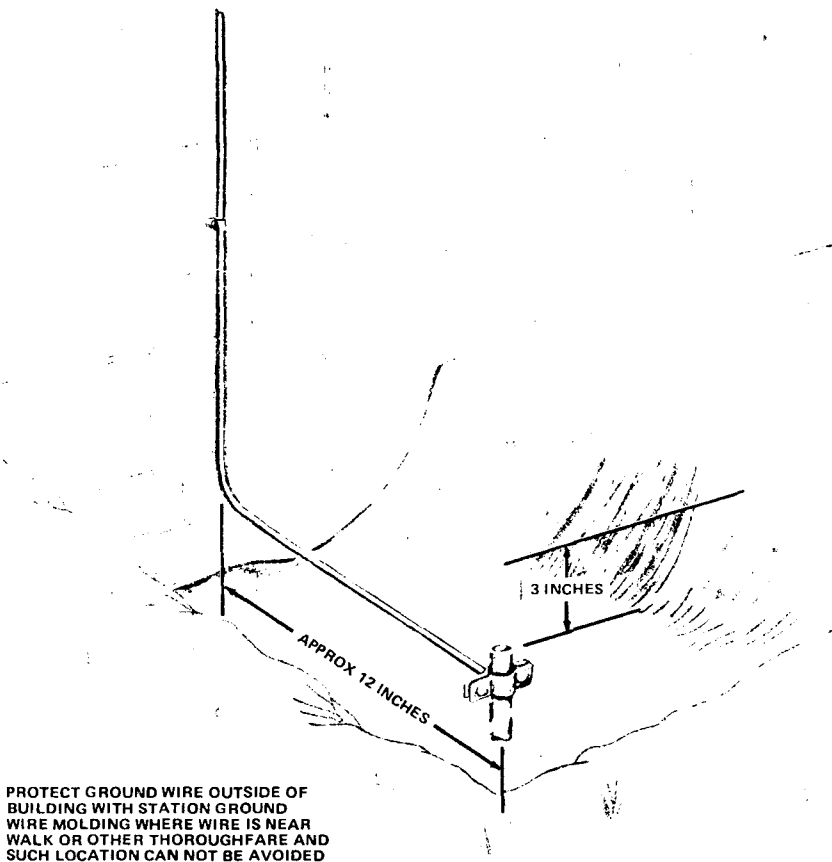 3 INCHES
APPROX 12 INCHES
PROTECT GROUND WIRE OUTSIDE OF
BUILDING WITH STATION GROUND
WIRE MOLDING WHERE WIRE IS NEAR
WALK OR OTHER THOROUGHFARE AND
SUCH LOCATION CAN NOT BE AVOIDED